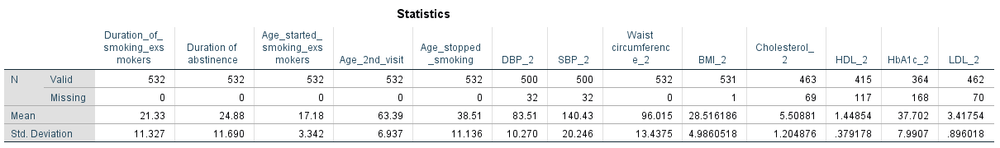 Statistics
Duration_of_smoking_exsmokers Duration of abstinence Age_started_smoking_exsmokers Age_2nd_visit Age_stopped_smoking DBP_2 SBP_2 Waist circumference_2 BMI_2 Cholesterol_2 HDL_2 HbA1c_2 LDL_2
N Valid 532 532 532 532 532 500 500 532 531 463 415 364 462
Missing 0 0 0 0 0 32 32 0 1 69 117 168 70
Mean 21.33 24.88 17.18 63.39 38.51 83.51 140.43 96.015 28.516186 5.50881 1.44854 37.702 3.41754
Std. Deviation 11.327 11.690 3.342 6.937 11.136 10.270 20.246 13.4375 4.9860518 1.204876 .379178 7.9907 .896018